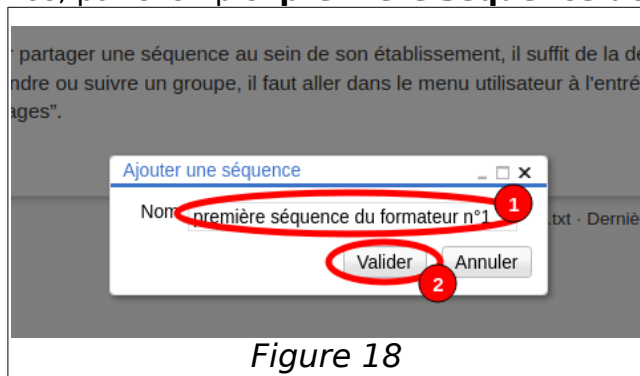 partager une séquence au sein de son établissement, il suffit de la
ndre ou suivre un groupe, il faut aller dans le menu utilisateur à l'entré
ages”.
Ajouter une séquence
Nom première séquence du formateur n°1 1
.txt · Derniè
Valider Annuler
2
Figure 18